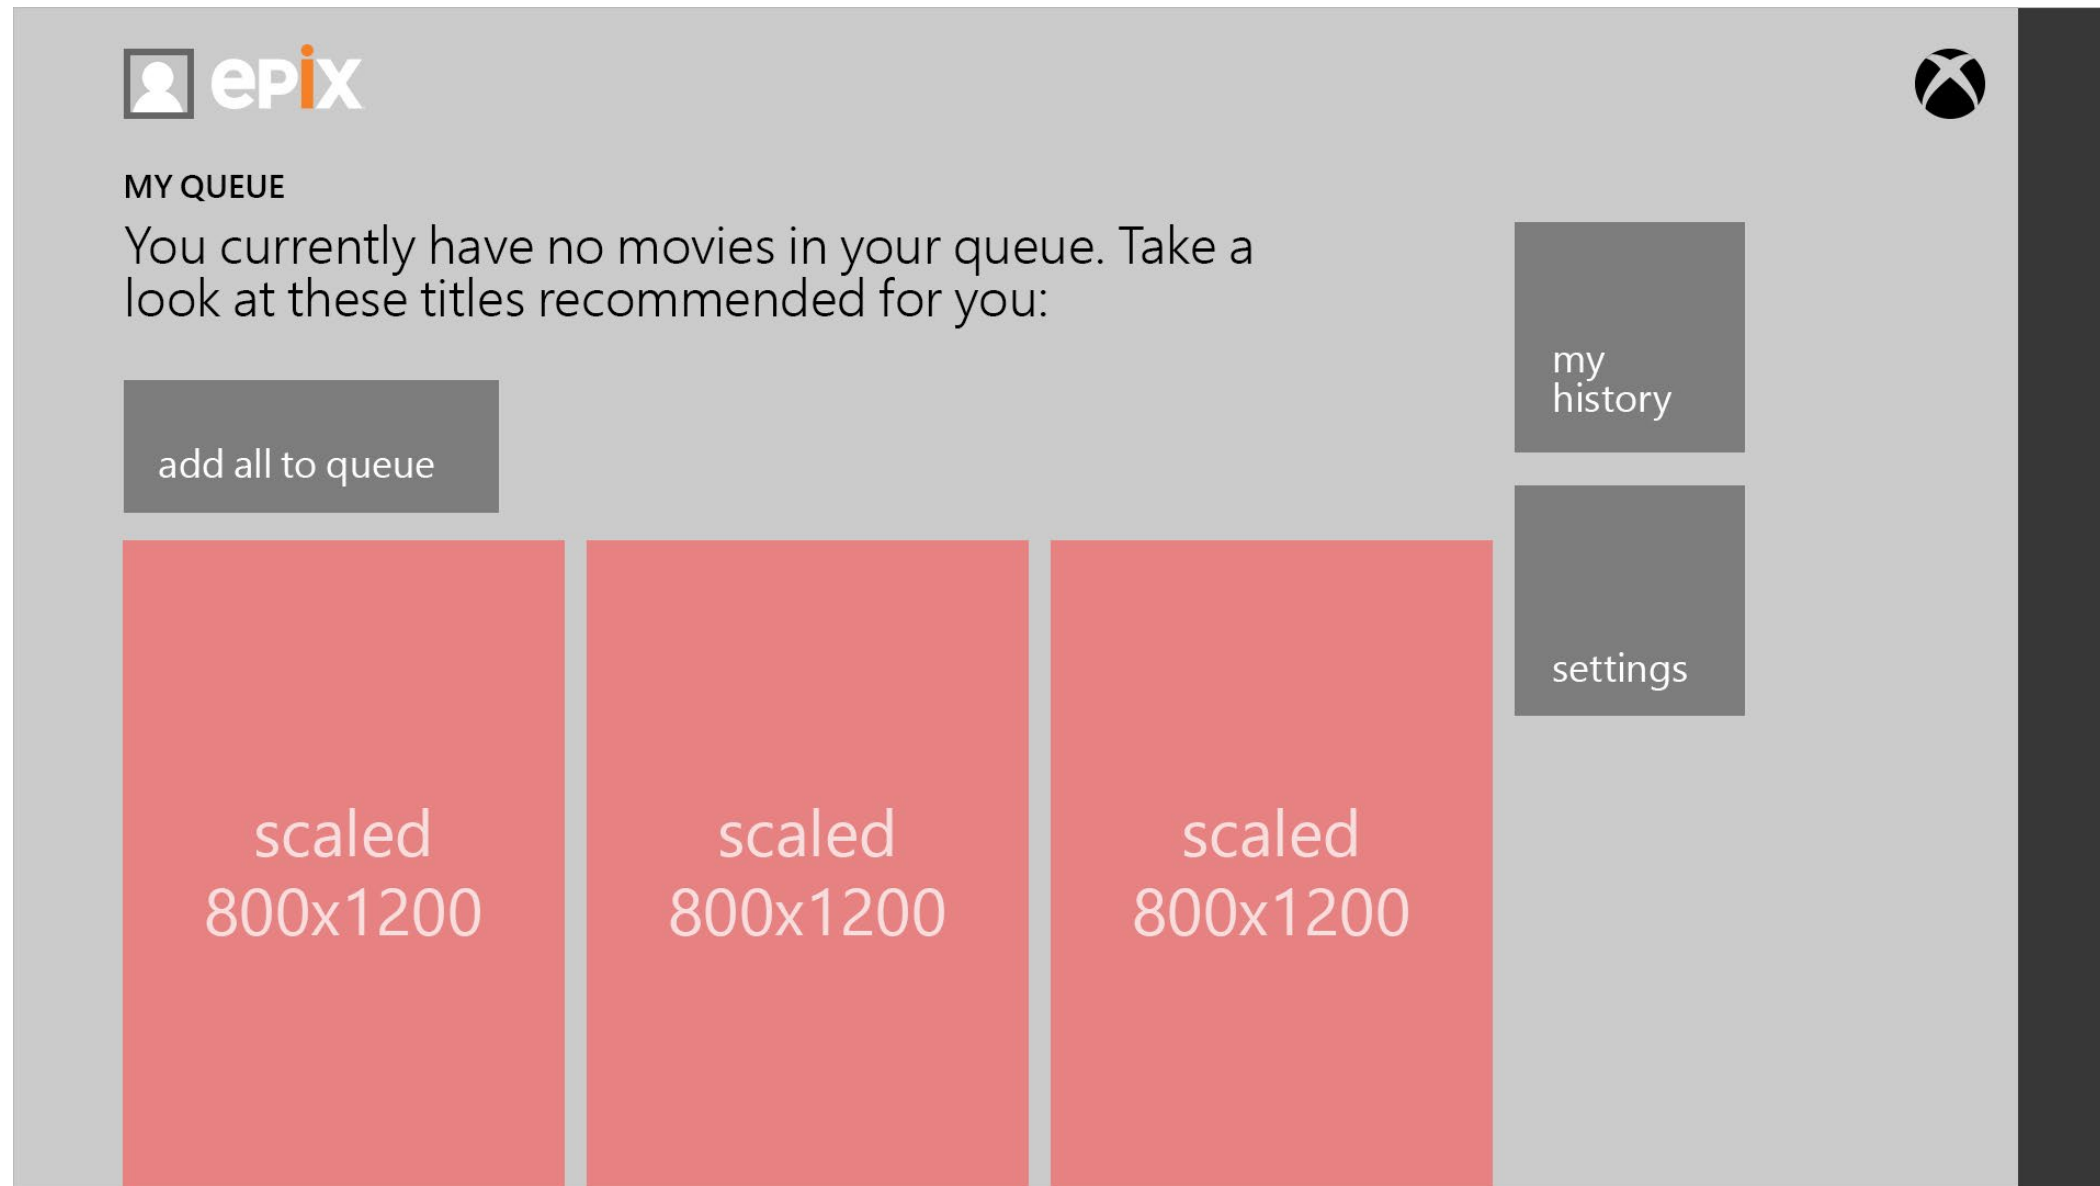 epix
MY QUEUE
You currently have no movies in your queue. Take a
look at these titles recommended for you:
add all to queue
my
history
settings
scaled
800x1200
scaled
800x1200
scaled
800x1200